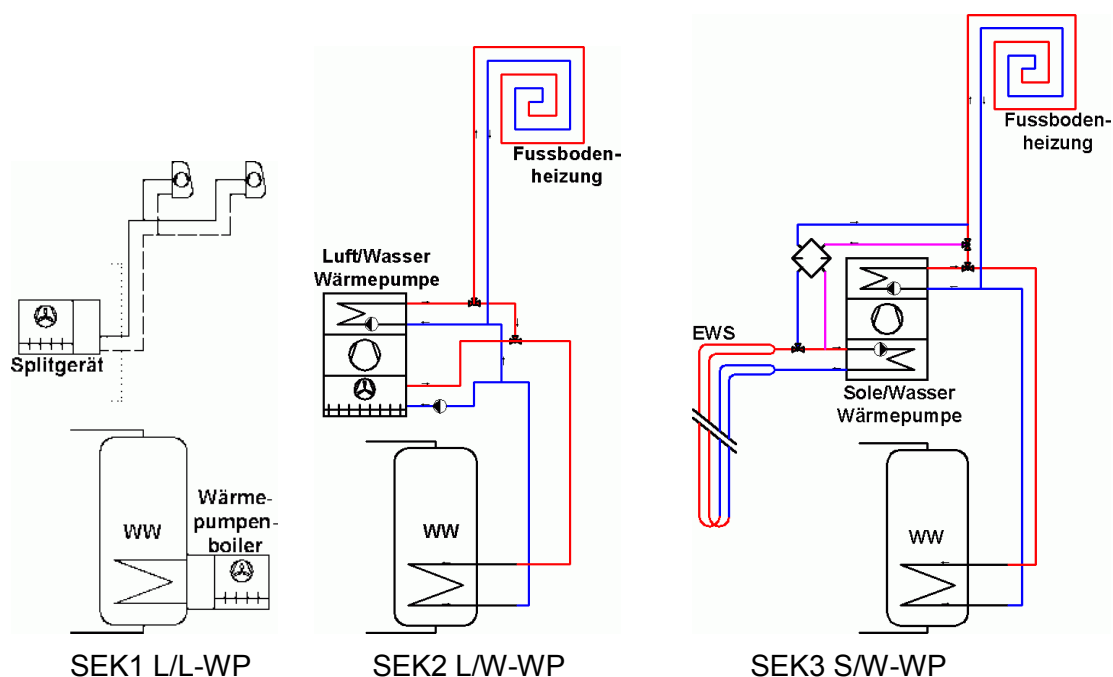 Splitgerät
WW
Wärme-
pumpen-
boiler
SEK1 L/L-WP
Fussboden-
heizung
Luft/Wasser
Wärmepumpe
WW
SEK2 L/W-WP
Fussboden-
heizung
EWS
Sole/Wasser
Wärmepumpe
WW
SEK3 S/W-WP